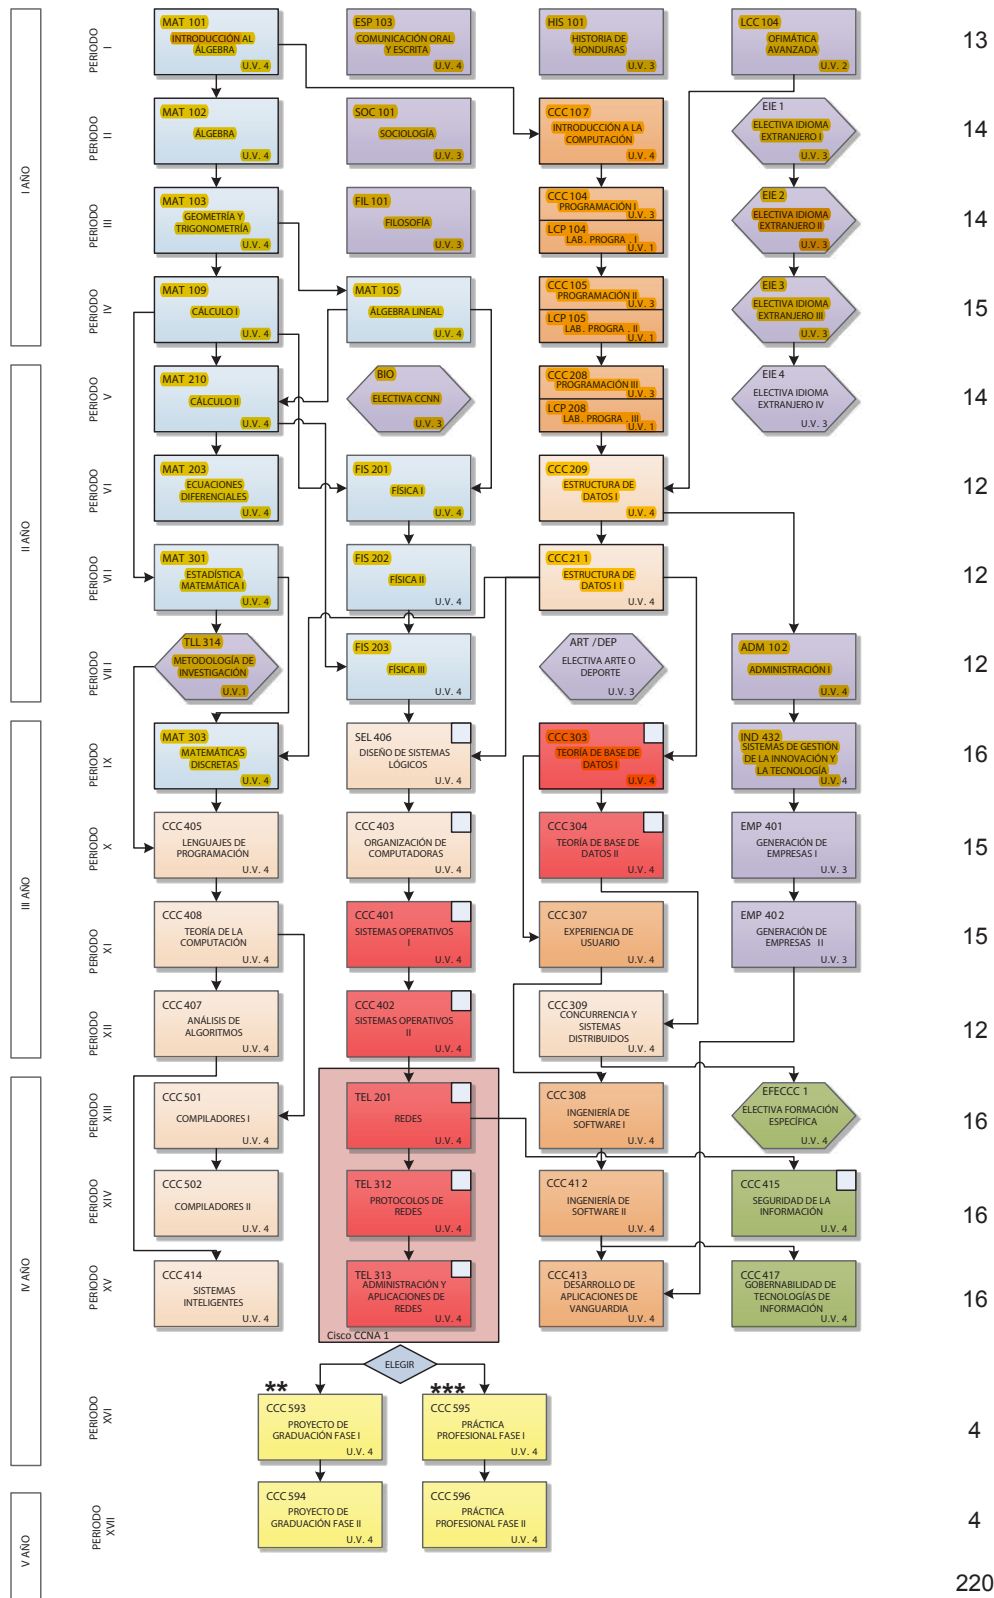 I AÑO
PERIODO
I
MAT 101
INTRODUCCIÓN AL
ÁLGEBRA
U.V. 4
ESP 103
COMUNICACIÓN ORAL
Y ESCRITA
U.V. 4
HIS 101
HISTORIA DE
HONDURAS
U.V. 3
LCC 104
OFIMÁTICA
AVANZADA
U.V. 2
13
PERIODO
II
MAT 102
ÁLGEBRA
U.V. 4
SOC 101
SOCIOLOGÍA
U.V. 3
CCC 107
INTRODUCCIÓN A LA
COMPUTACIÓN
U.V. 4
EIE 1
ELECTIVA IDIOMA
EXTRANJERO I
U.V. 3
14
PERIODO
III
MAT 103
GEOMETRÍA Y
TRIGONOMETRÍA
U.V. 4
FIL 101
FILOSOFÍA
U.V. 3
CCC 104
PROGRAMACIÓN I
U.V. 3
LCP 104
LAB. PROGRA . I
U.V. 1
EIE 2
ELECTIVA IDIOMA
EXTRANJERO II
U.V. 3
14
PERIODO
IV
MAT 109
CÁLCULO I
U.V. 4
MAT 105
ÁLGEBRA LINEAL
U.V. 4
CCC 105
PROGRAMACIÓN II
U.V. 3
LCP 105
LAB. PROGRA . II
U.V. 1
EIE 3
ELECTIVA IDIOMA
EXTRANJERO III
U.V. 3
15
II AÑO
PERIODO
V
MAT 210
CÁLCULO II
U.V. 4
BIO
ELECTIVA CCNN
U.V. 3
CCC 208
PROGRAMACIÓN III
U.V. 3
LCP 208
LAB. PROGRA . III
U.V. 1
EIE 4
ELECTIVA IDIOMA
EXTRANJERO IV
U.V. 3
14
PERIODO
VI
MAT 203
ECUACIONES
DIFERENCIALES
U.V. 4
FIS 201
FÍSICA I
U.V. 4
CCC 209
ESTRUCTURA DE
DATOS I
U.V. 4
12
PERIODO
VII
MAT 301
ESTADÍSTICA
MATEMÁTICA I
U.V. 4
FIS 202
FÍSICA II
U.V. 4
CCC 211
ESTRUCTURA DE
DATOS II
U.V. 4
12
PERIODO
VIII
TLL 314
METODOLOGÍA DE
INVESTIGACIÓN
U.V.1
FIS 203
FÍSICA III
U.V. 4
ART / DEP
ELECTIVA ARTE O
DEPORTE
U.V. 3
ADM 102
ADMINISTRACIÓN I
U.V. 4
12
III AÑO
PERIODO
IX
MAT 303
MATEMÁTICAS
DISCRETAS
U.V. 4
SEL 406
DISEÑO DE SISTEMAS
LÓGICOS
U.V. 4
CCC 303
TEORÍA DE BASE DE
DATOS I
U.V. 4
IND 432
SISTEMAS DE GESTIÓN
DE LA INNOVACIÓN Y
LA TECNOLOGÍA
U.V. 4
16
PERIODO
X
CCC 405
LENGUAJES DE
PROGRAMACIÓN
U.V. 4
CCC 403
ORGANIZACIÓN DE
COMPUTADORAS
U.V. 4
CCC 304
TEORÍA DE BASE DE
DATOS II
U.V. 4
EMP 401
GENERACIÓN DE
EMPRESAS I
U.V. 3
15
PERIODO
XI
CCC 408
TEORÍA DE LA
COMPUTACIÓN
U.V. 4
CCC 401
SISTEMAS OPERATIVOS
I
U.V. 4
CCC 307
EXPERIENCIA DE
USUARIO
U.V. 4
EMP 402
GENERACIÓN DE
EMPRESAS II
U.V. 3
15
PERIODO
XII
CCC 407
ANÁLISIS DE
ALGORITMOS
U.V. 4
CCC 402
SISTEMAS OPERATIVOS
II
U.V. 4
CCC 309
CONCURRENCIA Y
SISTEMAS
DISTRIBUIDOS
U.V. 4
12
IV AÑO
PERIODO
XIII
CCC 501
COMPILADORES I
U.V. 4
TEL 201
REDES
U.V. 4
CCC 308
INGENIERÍA DE
SOFTWARE I
U.V. 4
EFECCC 1
ELECTIVA FORMACIÓN
ESPECÍFICA
U.V. 4
16
PERIODO
XIV
CCC 502
COMPILADORES II
U.V. 4
TEL 312
PROTOCOLOS DE
REDES
U.V. 4
CCC 412
INGENIERÍA DE
SOFTWARE II
U.V. 4
CCC 415
SEGURIDAD DE LA
INFORMACIÓN
U.V. 4
16
PERIODO
XV
CCC 414
SISTEMAS
INTELIGENTES
U.V. 4
TEL 313
ADMINISTRACIÓN Y
APLICACIONES DE
REDES
U.V. 4
Cisco CCNA 1
CCC 413
DESARROLLO DE
APLICACIONES DE
VANGUARDIA
U.V. 4
CCC 417
GOBERNABILIDAD DE
TECNOLOGÍAS DE
INFORMACIÓN
U.V. 4
16
ELEGIR
PERIODO
XVI
**
CCC 593
PROYECTO DE
GRADUACIÓN FASE I
U.V. 4
***
CCC 595
PRÁCTICA
PROFESIONAL FASE I
U.V. 4
4
V AÑO
PERIODO
XVII
CCC 594
PROYECTO DE
GRADUACIÓN FASE II
U.V. 4
CCC 596
PRÁCTICA
PROFESIONAL FASE II
U.V. 4
4
220